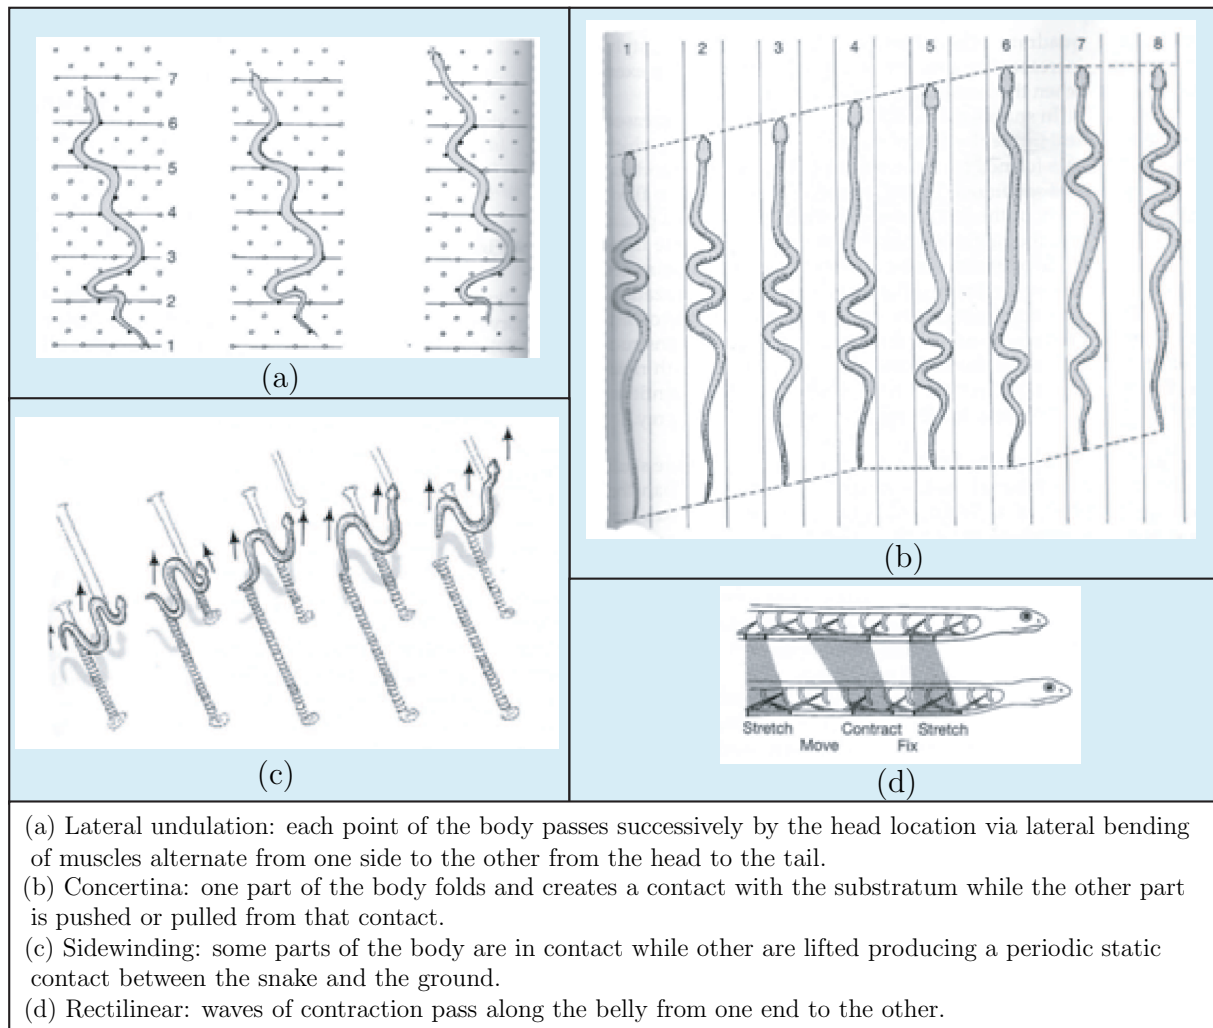 7
6
5
4
3
2
1
(a)
1 2 3 4 5 6 7 8
(b)
(c)
Stretch Contract Stretch
Move Fix
(d)
(a) Lateral undulation: each point of the body passes successively by the head location via lateral bending
of muscles alternate from one side to the other from the head to the tail.
(b) Concertina: one part of the body folds and creates a contact with the substratum while the other part
is pushed or pulled from that contact.
(c) Sidewinding: some parts of the body are in contact while other are lifted producing a periodic static
contact between the snake and the ground.
(d) Rectilinear: waves of contraction pass along the belly from one end to the other.